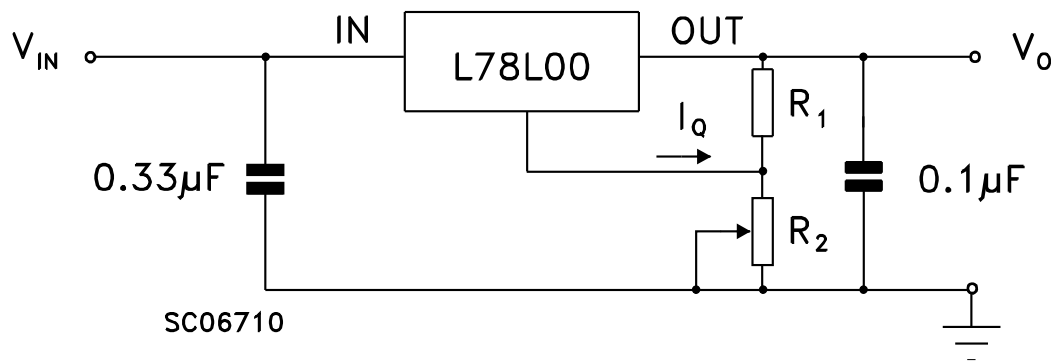 V_IN
IN
L78L00
OUT
V_O
R_1
I_Q
0.33µF
0.1µF
R_2
SC06710